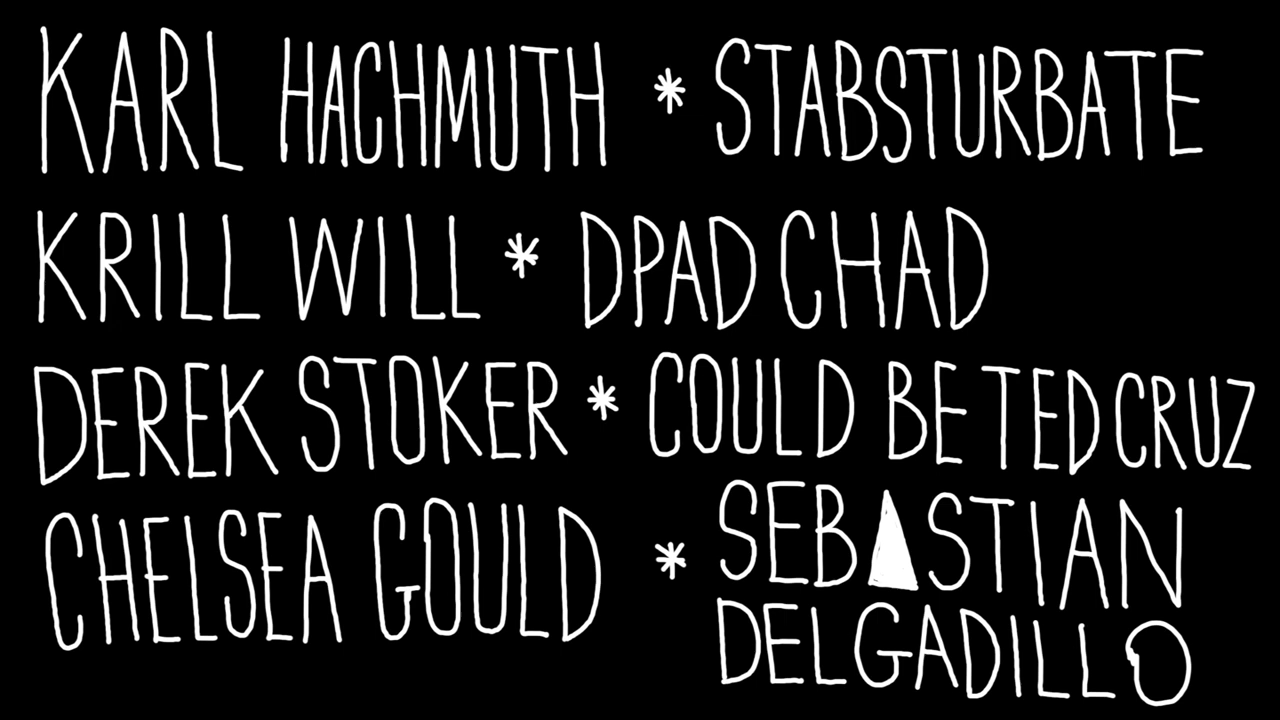 KARL HACHMUTH * STABSTURBATE
KRILL WILL * DPAD CHAD
DEREK STOKER * COULD BE TED CRUZ
CHELSEA GOULD * SEBASTIAN
DELGADILLO